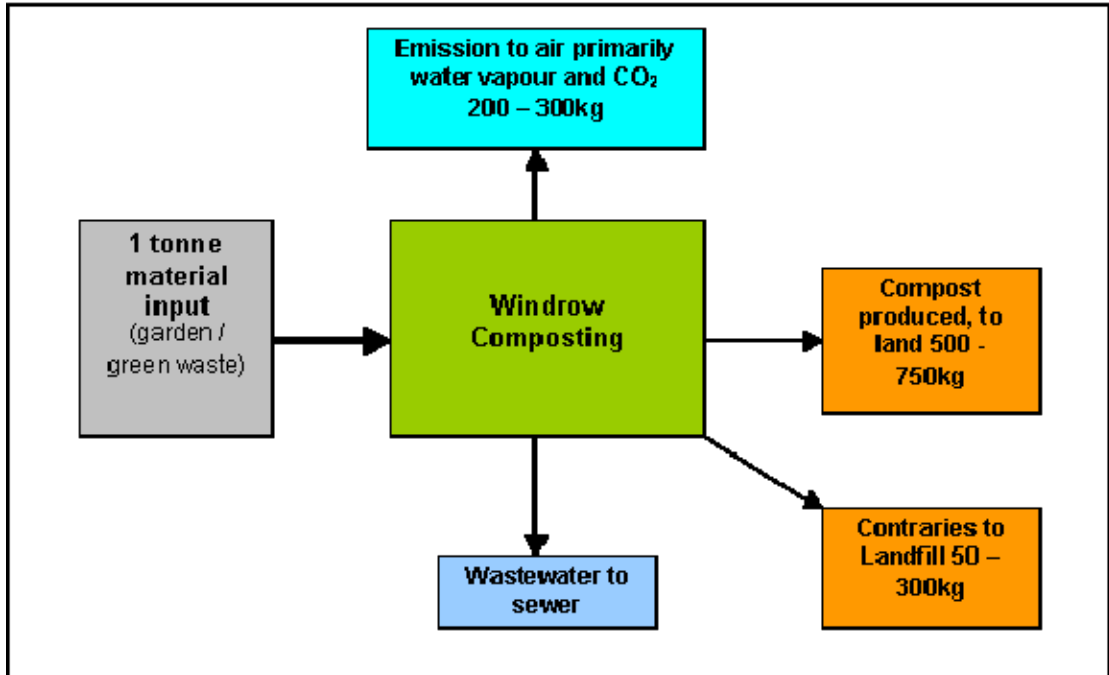 Emission to air primarily
water vapour and CO₂
200 – 300kg
1 tonne
material
input
(garden /
green waste)
Windrow
Composting
Compost
produced, to
land 500 -
750kg
Contraries to
Landfill 50 –
300kg
Wastewater to
sewer